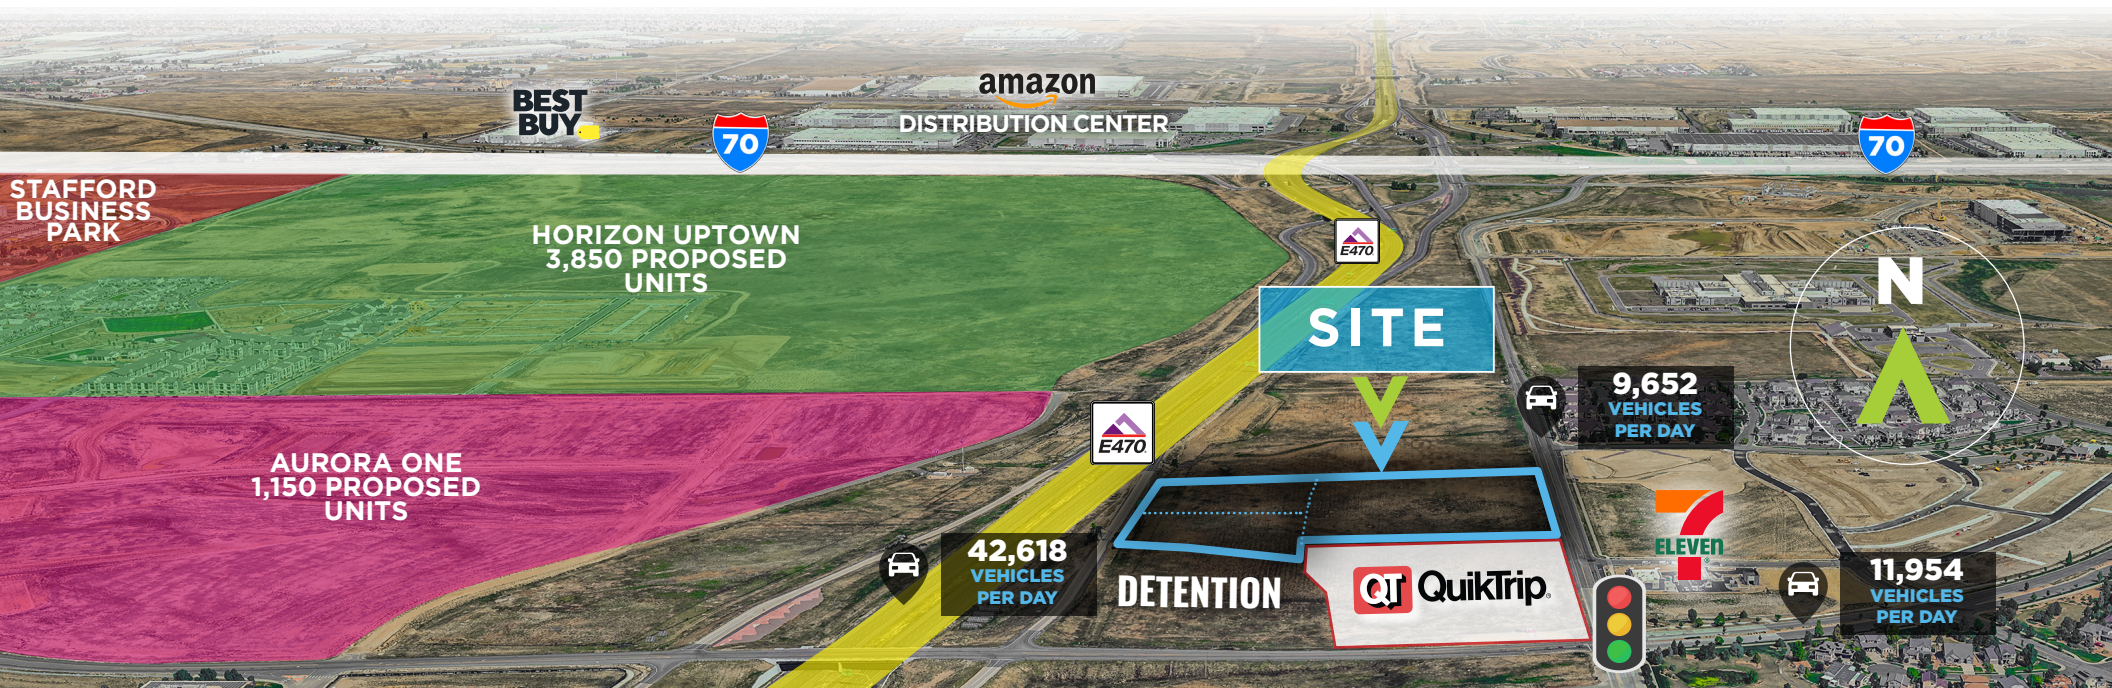 BEST
BUY
amazon
DISTRIBUTION CENTER
70
70
STAFFORD
BUSINESS
PARK
HORIZON UPTOWN
3,850 PROPOSED
UNITS
E470
N
SITE
9,652
VEHICLES
PER DAY
E470
AURORA ONE
1,150 PROPOSED
UNITS
7
ELEVEN
42,618
VEHICLES
PER DAY
DETENTION
QT QuikTrip
11,954
VEHICLES
PER DAY